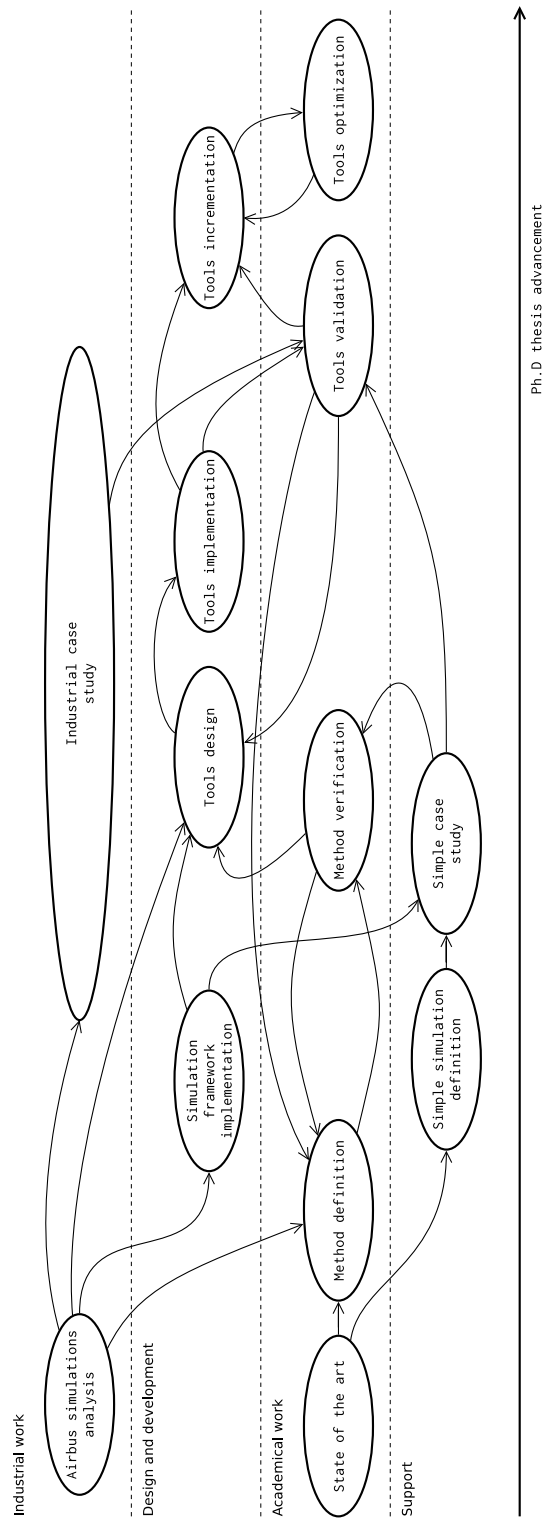 Industrial work
Airbus simulations
analysis
Industrial case
study
Design and development
Simulation
framework
implementation
Tools design
Tools implementation
Tools incrementation
Academical work
State of the art
Method definition
Method verification
Tools validation
Tools optimization
Support
Simple simulation
definition
Simple case
study
Ph.D thesis advancement